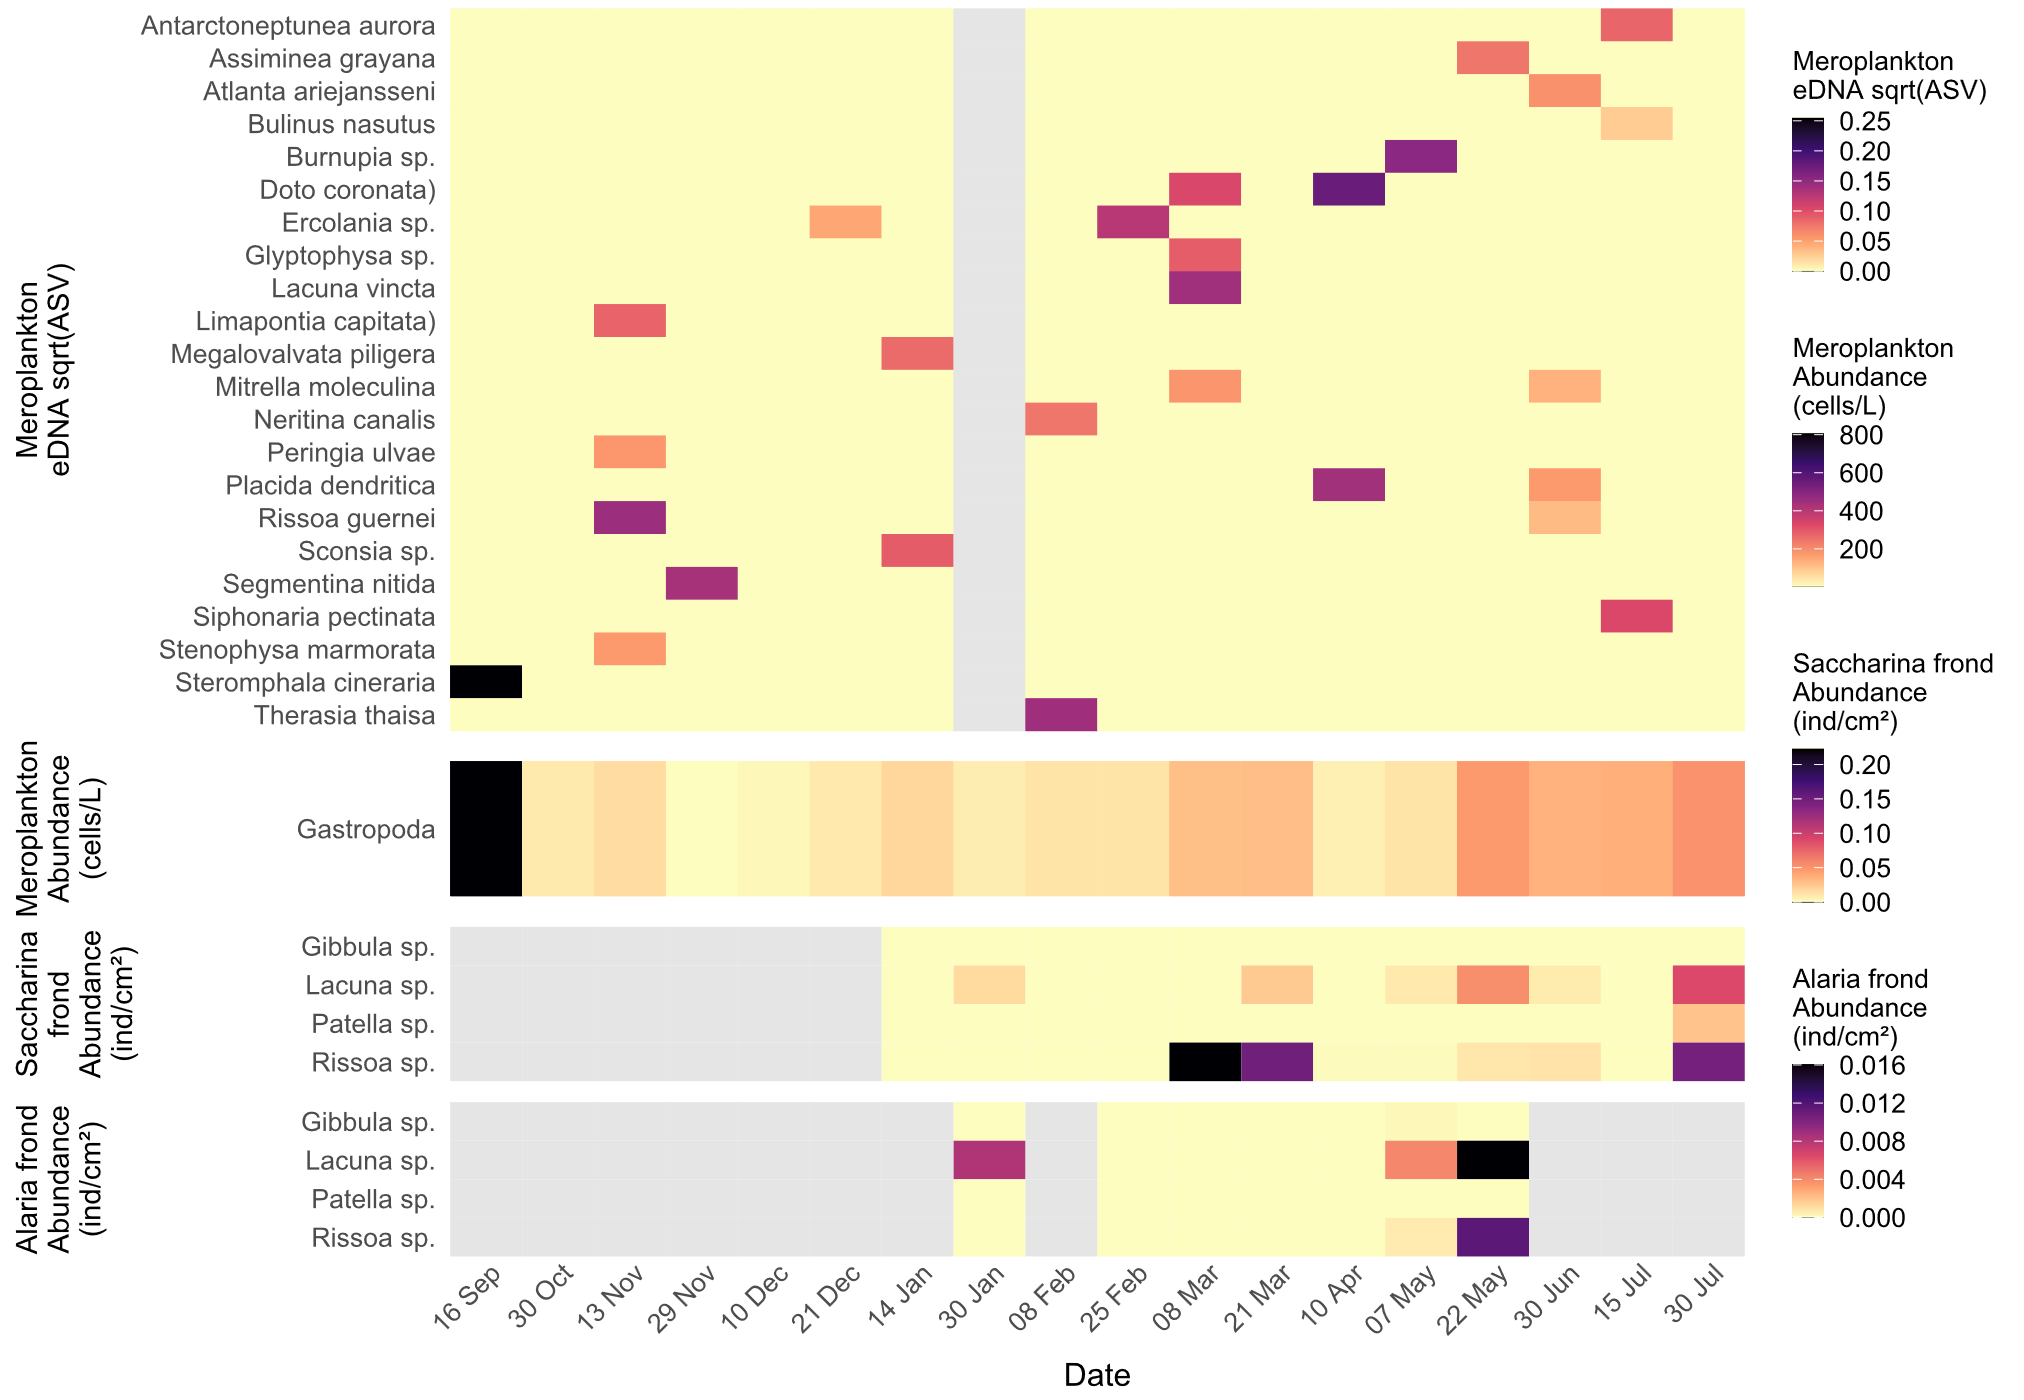 Meroplankton
eDNA sqrt(ASV)
Antarctoneptunea aurora
Assiminea grayana
Atlanta ariejansseni
Bulinus nasutus
Burnupia sp.
Doto coronata)
Ercolania sp.
Glyptophysa sp.
Lacuna vincta
Limapontia capitata)
Megalovalvata piligera
Mitrella moleculina
Neritina canalis
Peringia ulvae
Placida dendritica
Rissoa guernei
Sconsia sp.
Segmentina nitida
Siphonaria pectinata
Stenophysa marmorata
Steromphala cineraria
Therasia thaisa
Meroplankton
Abundance
(cells/L)
Gastropoda
Saccharina
frond
Abundance
(ind/cm²)
Gibbula sp.
Lacuna sp.
Patella sp.
Rissoa sp.
Alaria frond
Abundance
(ind/cm²)
Gibbula sp.
Lacuna sp.
Patella sp.
Rissoa sp.
16 Sep
30 Oct
13 Nov
29 Nov
10 Dec
21 Dec
14 Jan
30 Jan
08 Feb
25 Feb
08 Mar
21 Mar
10 Apr
07 May
22 May
30 Jun
15 Jul
30 Jul
Date
Meroplankton
eDNA sqrt(ASV)
0.25
0.20
0.15
0.10
0.05
0.00
Meroplankton
Abundance
(cells/L)
800
600
400
200
Saccharina frond
Abundance
(ind/cm²)
0.20
0.15
0.10
0.05
0.00
Alaria frond
Abundance
(ind/cm²)
0.016
0.012
0.008
0.004
0.000